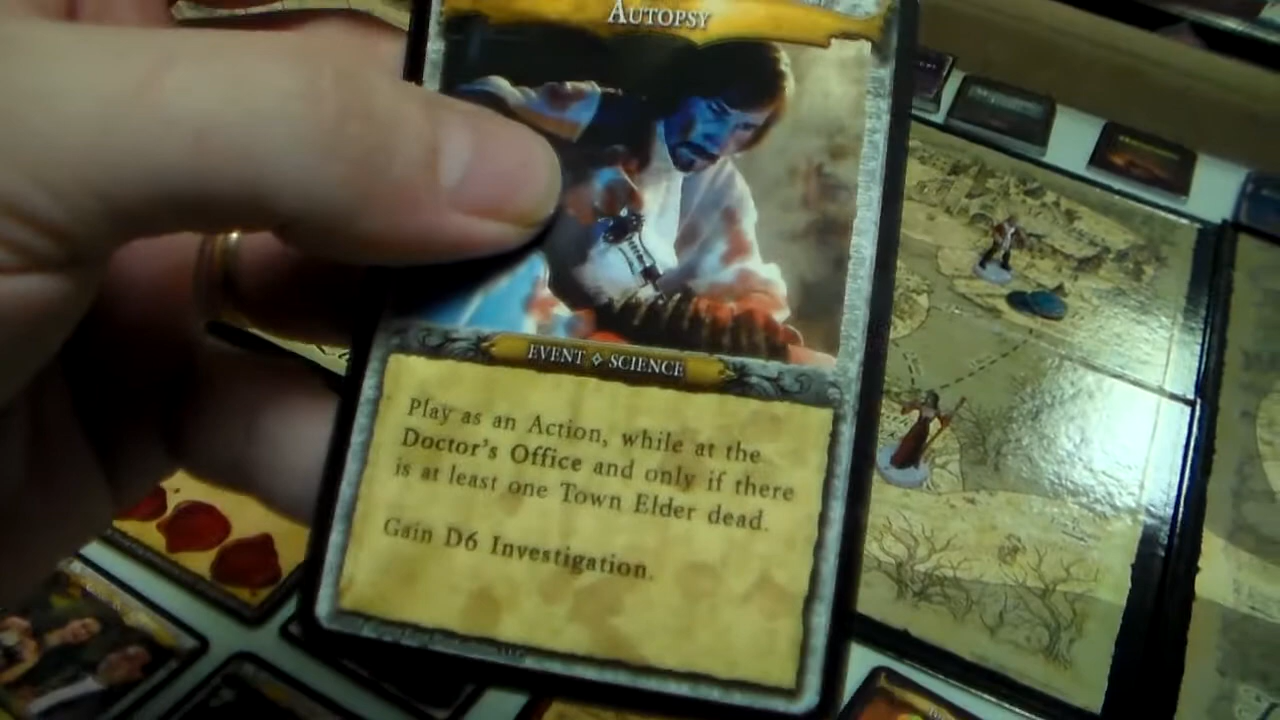 AUTOPSY
EVENT ✧ SCIENCE
Play as an Action, while at the
Doctor's Office and only if there
is at least one Town Elder dead.
Gain D6 Investigation.